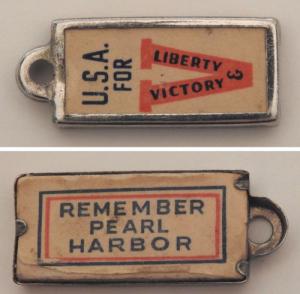 U.S.A.
FOR
LIBERTY
&
VICTORY
REMEMBER
PEARL
HARBOR